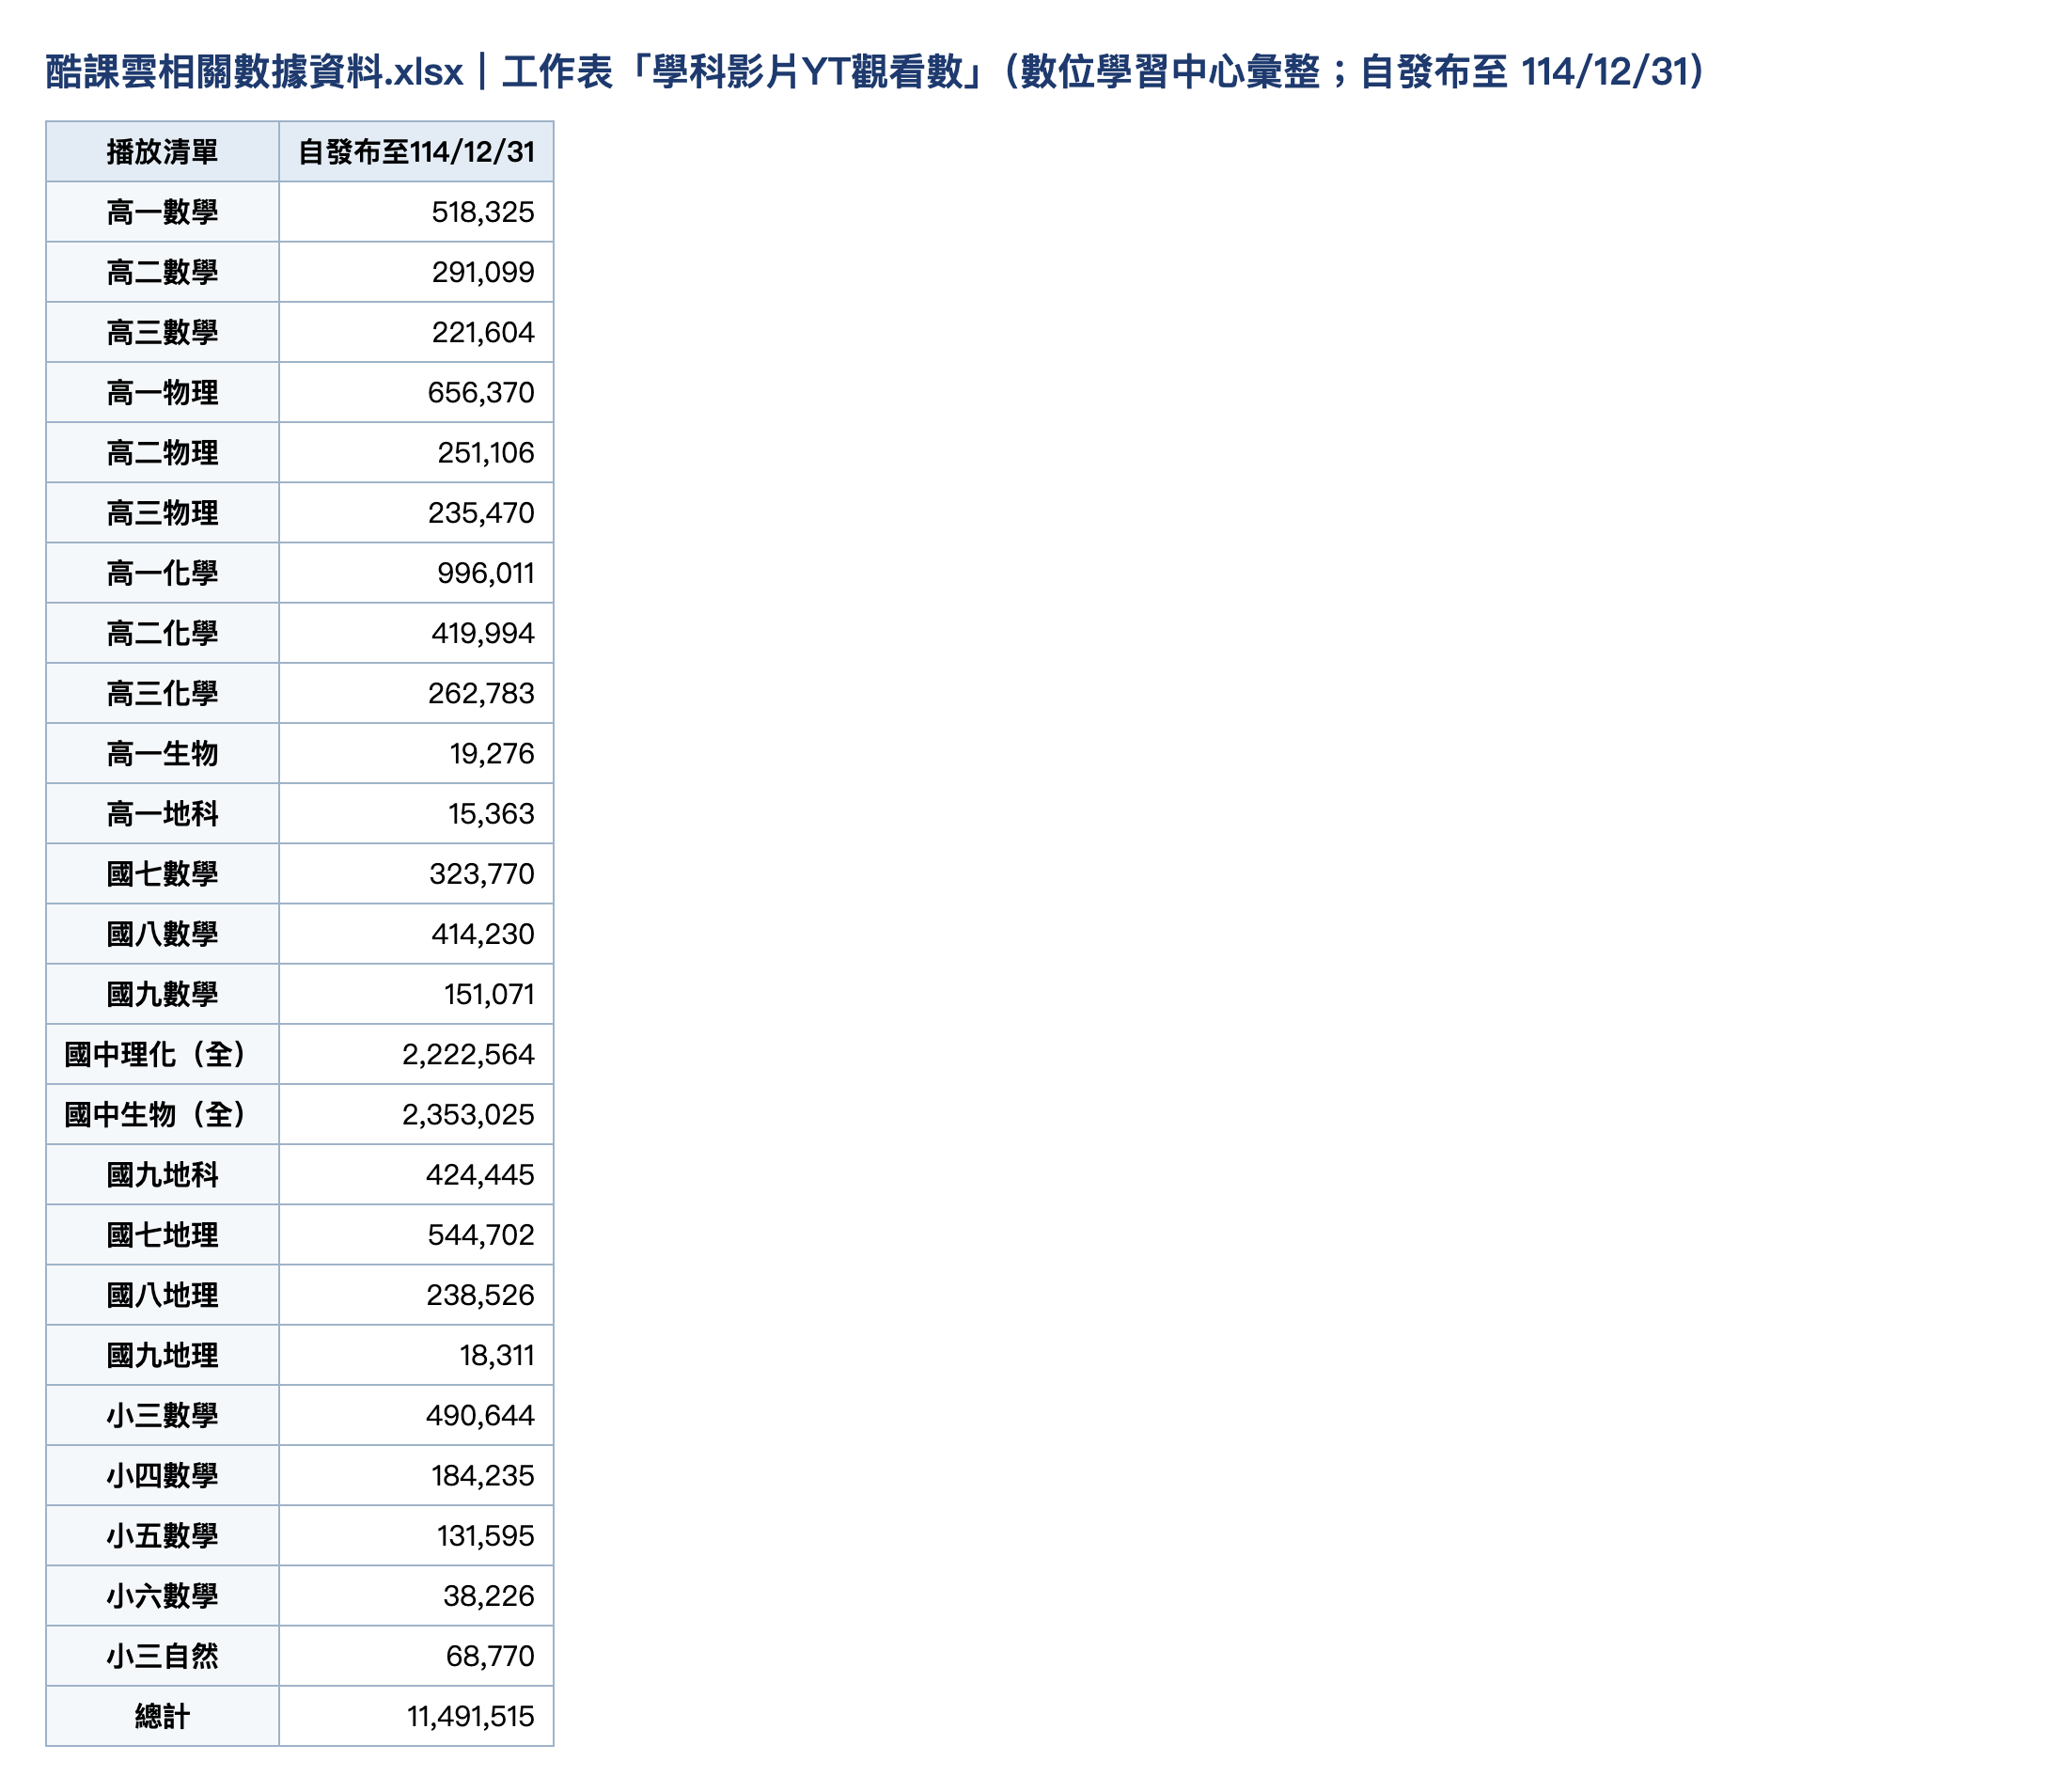 酷課雲相關數據資料.xlsx｜工作表「學科影片YT觀看數」（數位學習中心彙整；自發布至 114/12/31）
播放清單 自發布至114/12/31
高一數學 518,325
高二數學 291,099
高三數學 221,604
高一物理 656,370
高二物理 251,106
高三物理 235,470
高一化學 996,011
高二化學 419,994
高三化學 262,783
高一生物 19,276
高一地科 15,363
國七數學 323,770
國八數學 414,230
國九數學 151,071
國中理化（全） 2,222,564
國中生物（全） 2,353,025
國九地科 424,445
國七地理 544,702
國八地理 238,526
國九地理 18,311
小三數學 490,644
小四數學 184,235
小五數學 131,595
小六數學 38,226
小三自然 68,770
總計 11,491,515